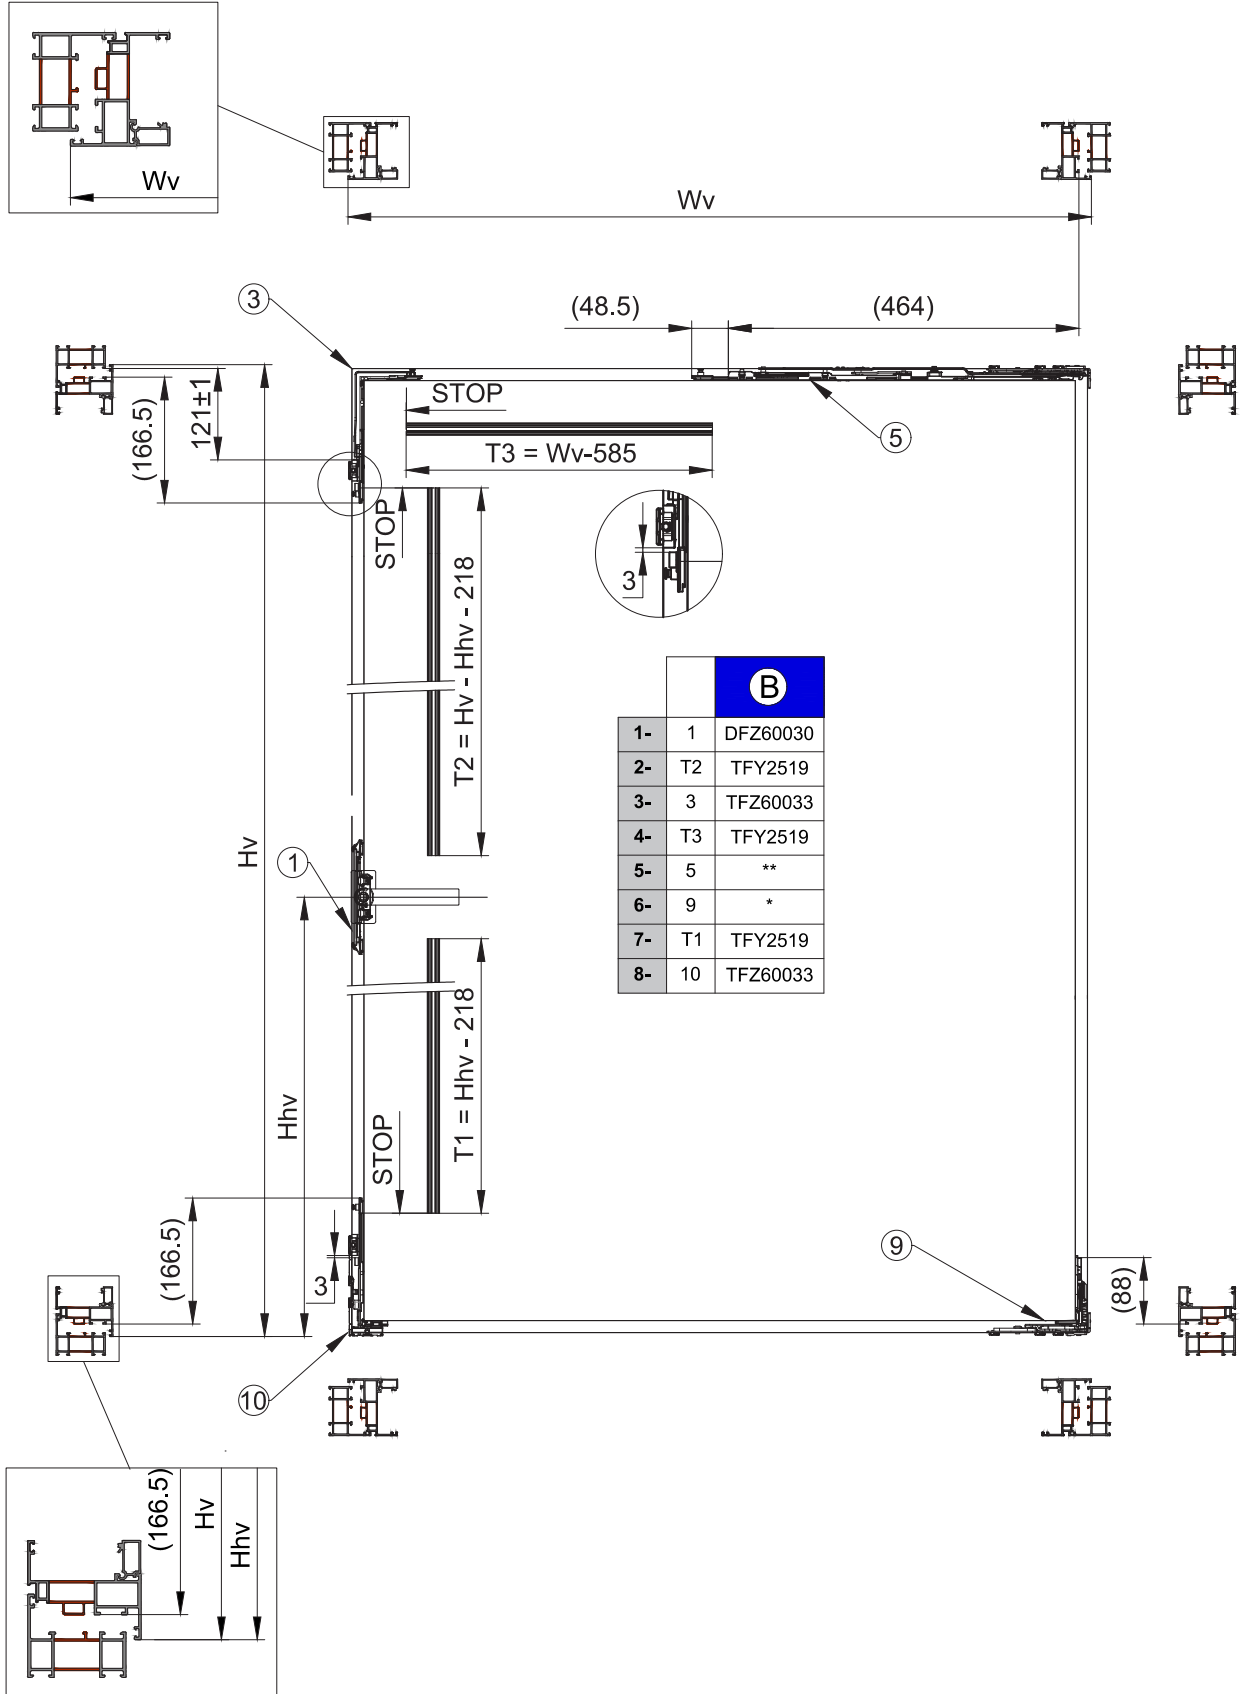 Wv
Wv
3
(48.5)
(464)
121±1
(166.5)
STOP
T3 = Wv-585
5
STOP
T2 = Hv - Hhv - 218
3
B
1- 1 DFZ60030
2- T2 TFY2519
3- 3 TFZ60033
4- T3 TFY2519
5- 5 **
6- 9 *
7- T1 TFY2519
8- 10 TFZ60033
Hv
1
Hhv
T1 = Hhv - 218
STOP
(166.5)
3
9
(88)
10
(166.5)
Hv
Hhv